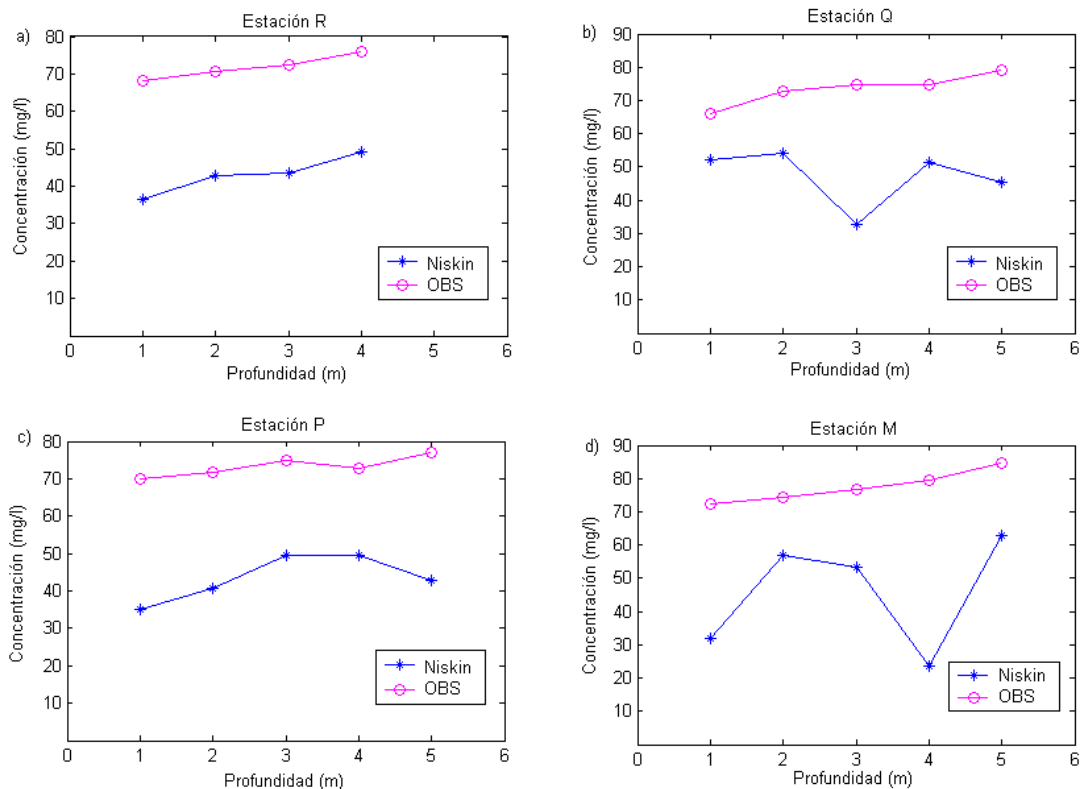 Estación R
a)
80
70
60
50
40
30
20
10
0 1 2 3 4 5 6
Concentración (mg/l)
Profundidad (m)
Niskin
OBS
Estación Q
b)
90
80
70
60
50
40
30
20
10
0 1 2 3 4 5 6
Concentración (mg/l)
Profundidad (m)
Niskin
OBS
Estación P
c)
80
70
60
50
40
30
20
10
0 1 2 3 4 5 6
Concentración (mg/l)
Profundidad (m)
Niskin
OBS
Estación M
d)
90
80
70
60
50
40
30
20
10
0 1 2 3 4 5 6
Concentración (mg/l)
Profundidad (m)
Niskin
OBS